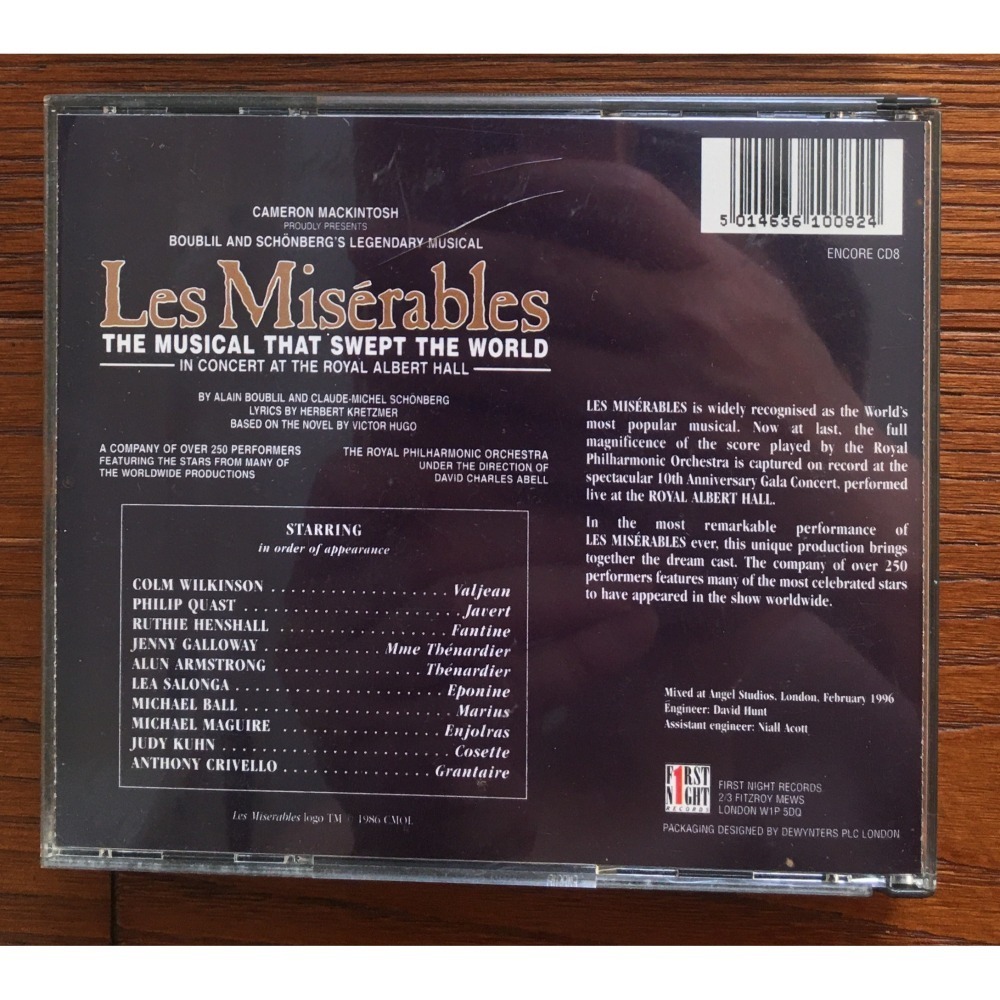 5 014636 100824
ENCORE CD8
CAMERON MACKINTOSH
PROUDLY PRESENTS
BOUBLIL AND SCHÖNBERG'S LEGENDARY MUSICAL
Les Misérables
THE MUSICAL THAT SWEPT THE WORLD
IN CONCERT AT THE ROYAL ALBERT HALL
BY ALAIN BOUBLIL AND CLAUDE-MICHEL SCHÖNBERG
LYRICS BY HERBERT KRETZMER
BASED ON THE NOVEL BY VICTOR HUGO
A COMPANY OF OVER 250 PERFORMERS
FEATURING THE STARS FROM MANY OF
THE WORLDWIDE PRODUCTIONS
THE ROYAL PHILHARMONIC ORCHESTRA
UNDER THE DIRECTION OF
DAVID CHARLES ABELL
STARRING
in order of appearance
COLM WILKINSON . . . . . . . . . . . . . . . . . . . Valjean
PHILIP QUAST . . . . . . . . . . . . . . . . . . . . . . . Javert
RUTHIE HENSHALL . . . . . . . . . . . . . . . . . . Fantine
JENNY GALLOWAY . . . . . . . . . . . . Mme Thénardier
ALUN ARMSTRONG . . . . . . . . . . . . . . . . Thénardier
LEA SALONGA . . . . . . . . . . . . . . . . . . . . . . Eponine
MICHAEL BALL . . . . . . . . . . . . . . . . . . . . . . Marius
MICHAEL MAGUIRE . . . . . . . . . . . . . . . . . . Enjolras
JUDY KUHN . . . . . . . . . . . . . . . . . . . . . . . . Cosette
ANTHONY CRIVELLO . . . . . . . . . . . . . . . Grantaire
Les Miserables logo TM © 1986 CMOL
LES MISÉRABLES is widely recognised as the World's
most popular musical. Now at last, the full
magnificence of the score played by the Royal
Philharmonic Orchestra is captured on record at the
spectacular 10th Anniversary Gala Concert, performed
live at the ROYAL ALBERT HALL.
In the most remarkable performance of
LES MISÉRABLES ever, this unique production brings
together the dream cast. The company of over 250
performers features many of the most celebrated stars
to have appeared in the show worldwide.
Mixed at Angel Studios, London, February 1996
Engineer: David Hunt
Assistant engineer: Niall Acott
F1RST
N1GHT
RECORDS
FIRST NIGHT RECORDS
2/3 FITZROY MEWS
LONDON W1P 5DQ
PACKAGING DESIGNED BY DEWYNTERS PLC LONDON